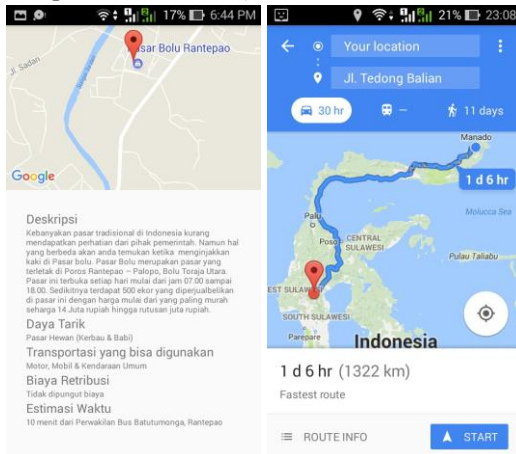 17% 6:44 PM
Pasar Bolu Rantepao
Jl. Sadan
Sungai Sadan
Google
Deskripsi
Kebanyakan pasar tradisional di Indonesia kurang
mendapatkan perhatian dari pihak pemerintah. Namun hal
yang berbeda akan anda temukan ketika menginjakkan
kaki di Pasar bolu. Pasar Bolu merupakan pasar yang
terletak di Poros Rantepao – Palopo, Bolu Toraja Utara.
Pasar ini terbuka setiap hari mulai dari jam 07.00 sampai
18.00. Sedikitnya terdapat 500 ekor yang diperjualbelikan
di pasar ini dengan harga mulai dari yang paling murah
seharga 14 Juta rupiah hingga rutusan juta rupiah.
Daya Tarik
Pasar Hewan (Kerbau & Babi)
Transportasi yang bisa digunakan
Motor, Mobil & Kendaraan Umum
Biaya Retribusi
Tidak dipungut biaya
Estimasi Waktu
10 menit dari Perwakilan Bus Batutumonga, Rantepao
21% 23:08
Your location
Jl. Tedong Balian
30 hr
–
11 days
Manado
1 d 6 hr
Molucca Sea
Palu
Poso
CENTRAL
SULAWESI
Pulau Taliabu
EST SULAWESI
SOUTH SULAWESI
Parepare
Indonesia
1 d 6 hr (1322 km)
Fastest route
ROUTE INFO
START